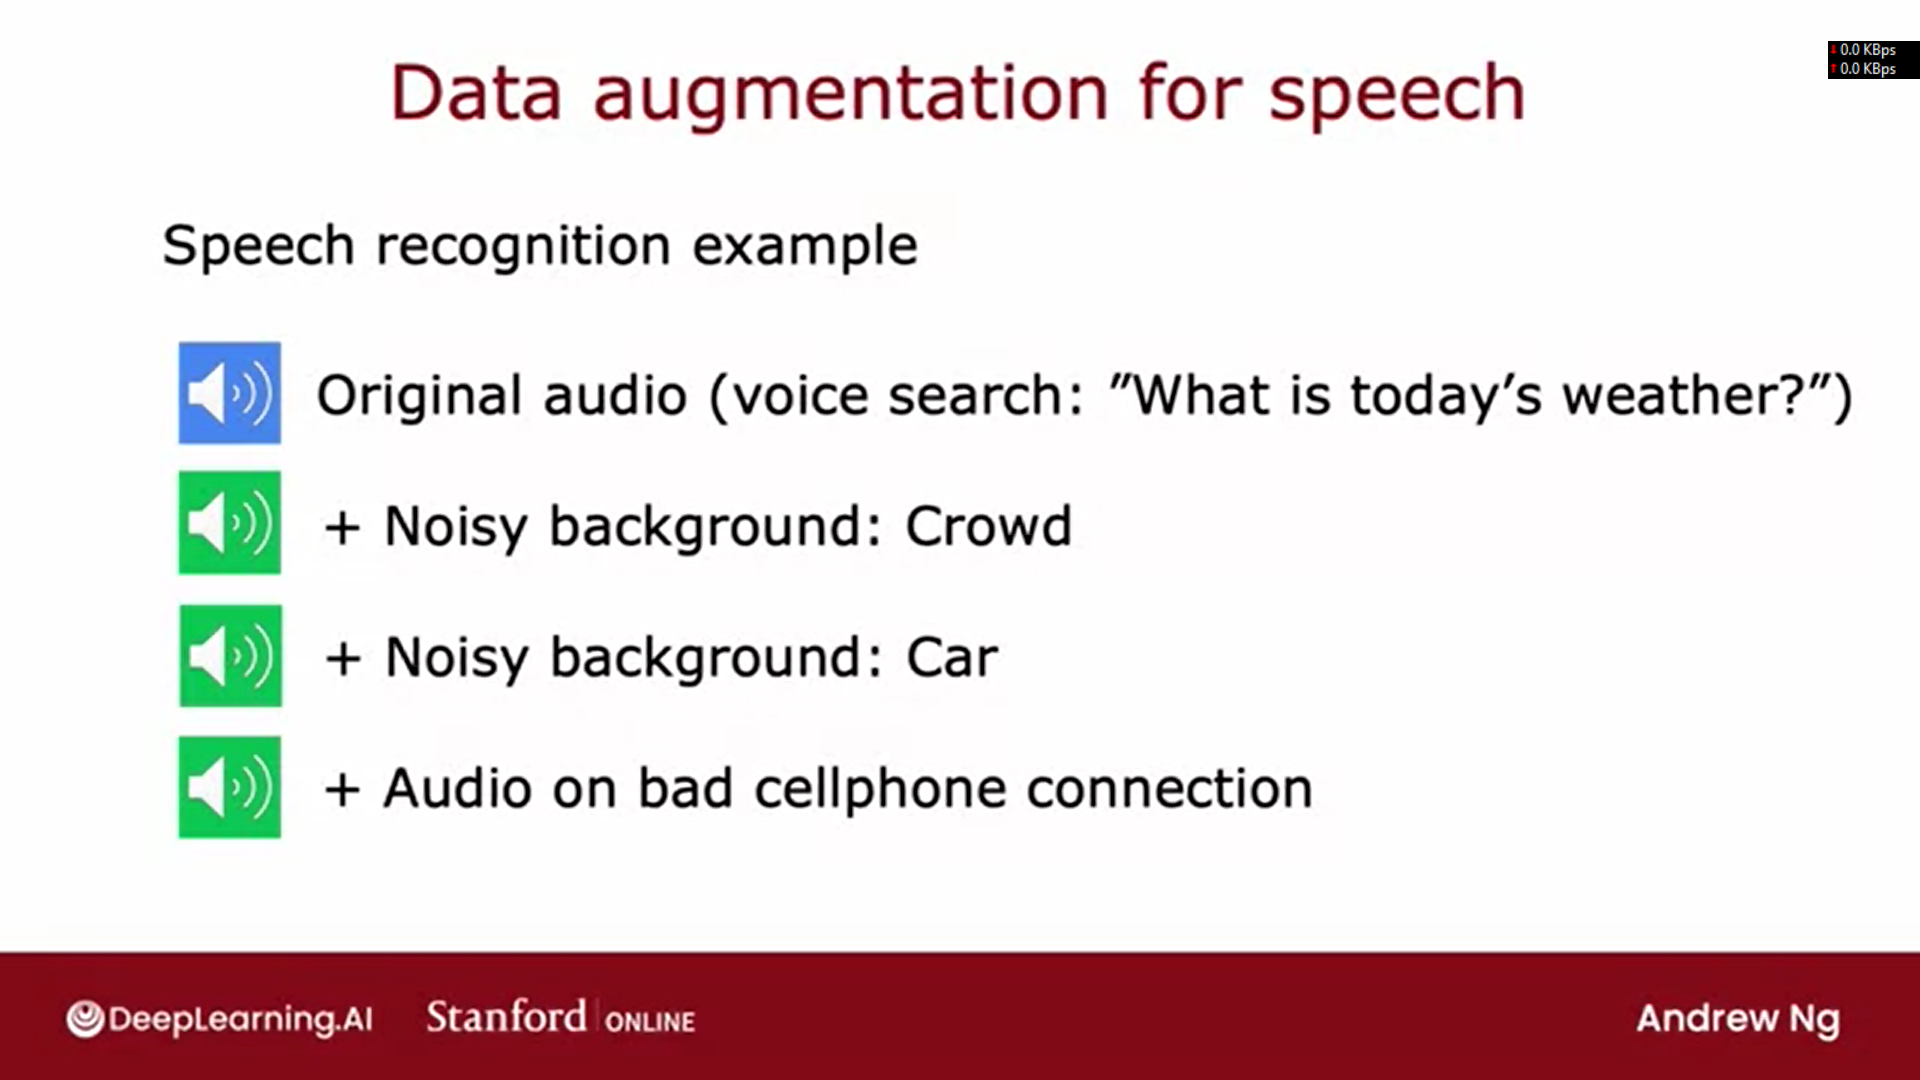 Data augmentation for speech
0.0 KBps
0.0 KBps
Speech recognition example
Original audio (voice search: ”What is today’s weather?”)
+ Noisy background: Crowd
+ Noisy background: Car
+ Audio on bad cellphone connection
DeepLearning.AI Stanford | ONLINE Andrew Ng